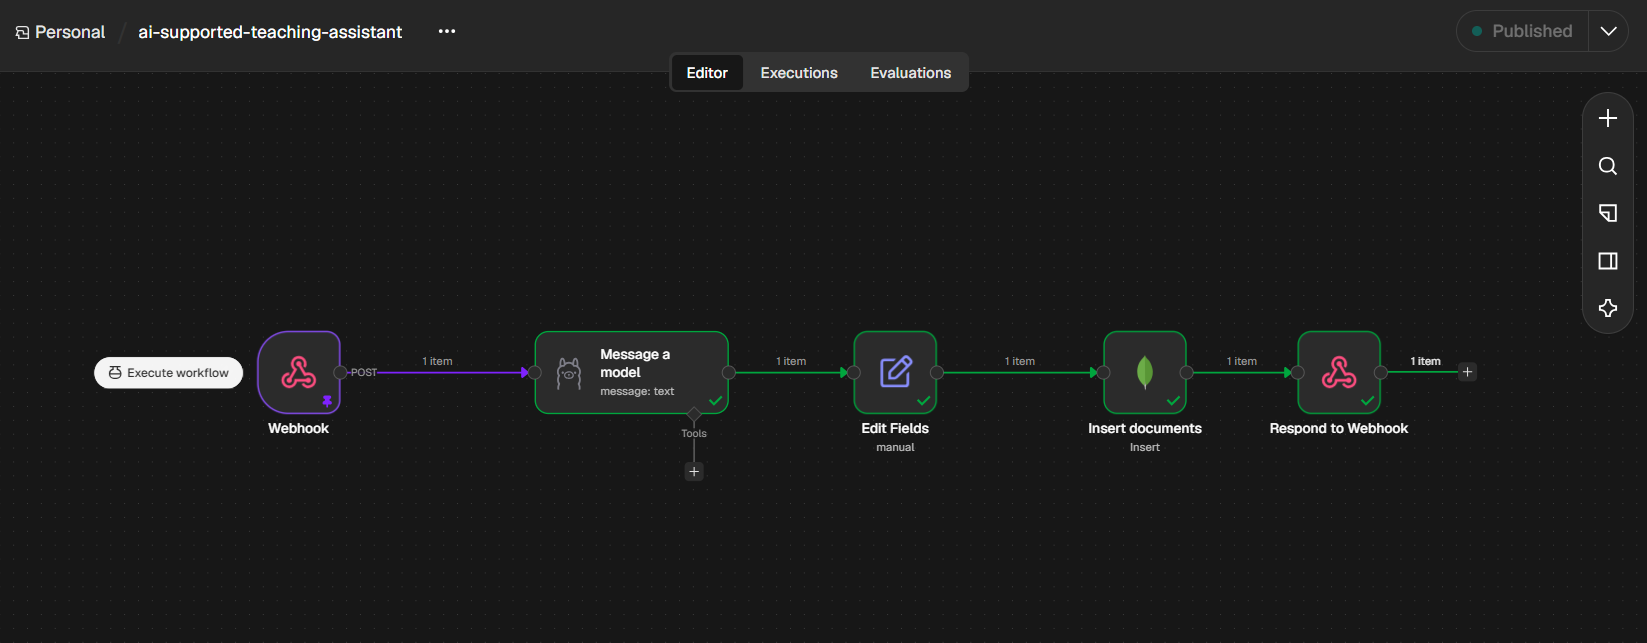 Personal / ai-supported-teaching-assistant ...
Published
Editor Executions Evaluations
Execute workflow
POST
1 item
Message a
model
message: text
1 item
1 item
1 item
1 item
Webhook
Tools
Edit Fields
manual
Insert documents
Insert
Respond to Webhook